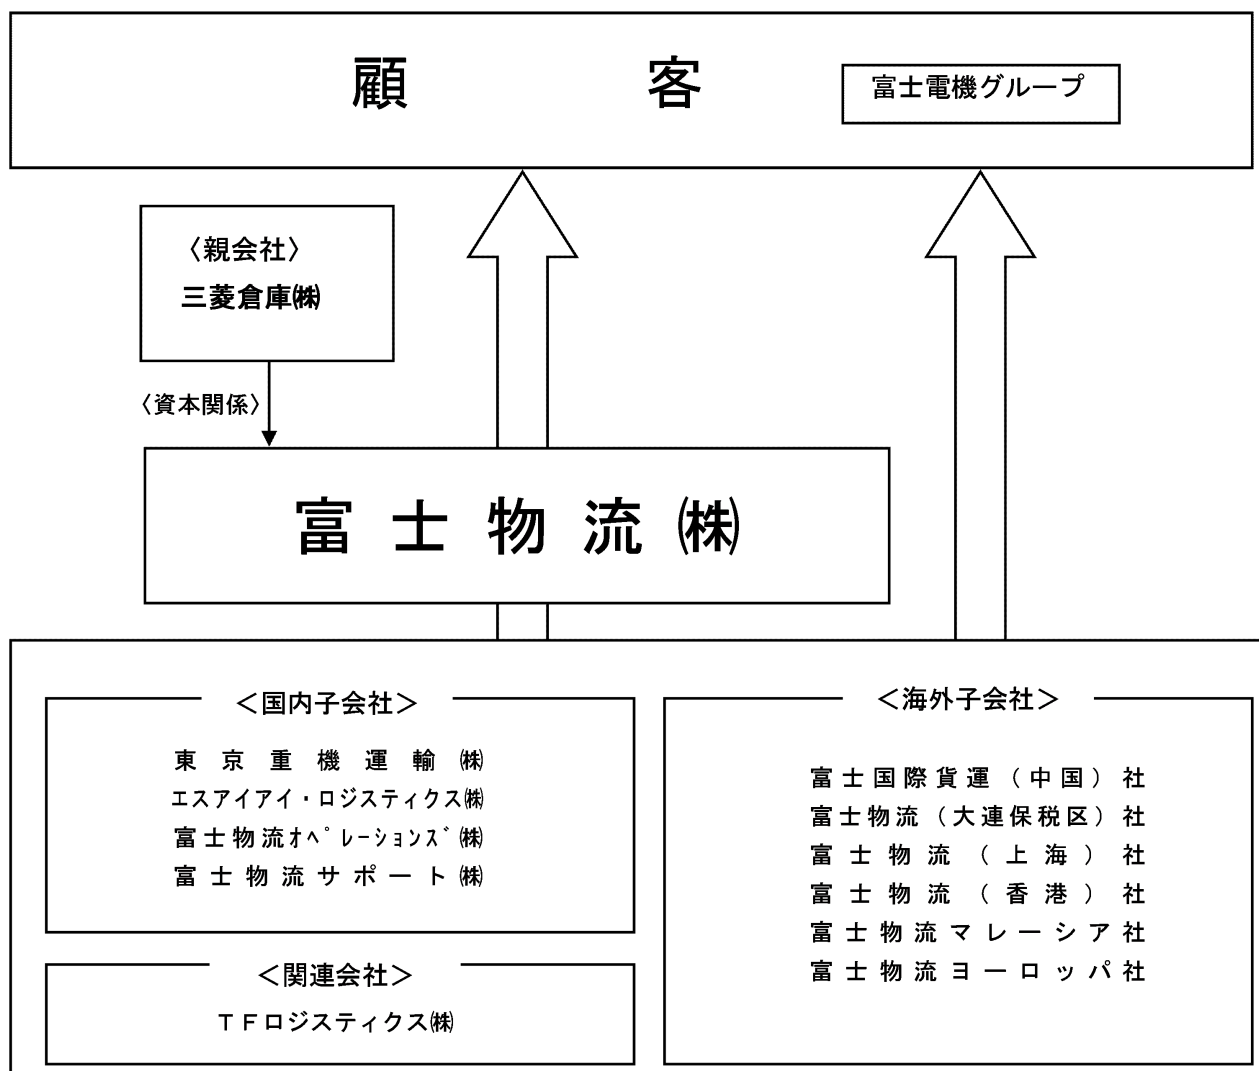 顧客
富士電機グループ
〈親会社〉
三菱倉庫㈱
〈資本関係〉
富士物流㈱
＜国内子会社＞
東京重機運輸㈱
エスアイアイ・ロジスティクス㈱
富士物流ｵﾍﾟﾚｰｼｮﾝｽﾞ㈱
富士物流サポート㈱
＜関連会社＞
ＴＦロジスティクス㈱
＜海外子会社＞
富士国際貨運（中国）社
富士物流（大連保税区）社
富士物流（上海）社
富士物流（香港）社
富士物流マレーシア社
富士物流ヨーロッパ社